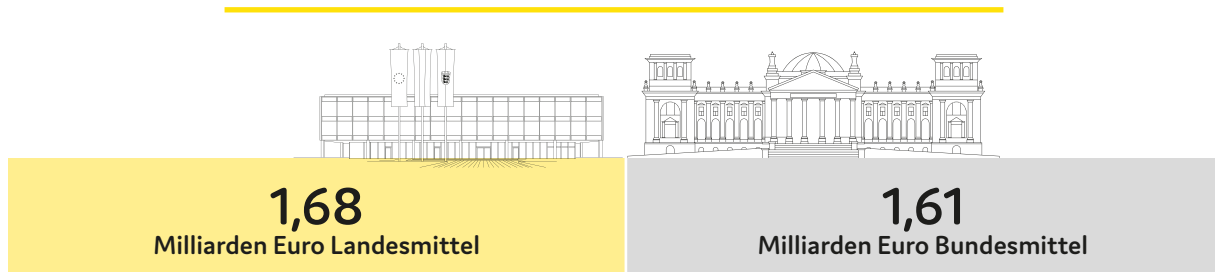 1,68
Milliarden Euro Landesmittel
1,61
Milliarden Euro Bundesmittel